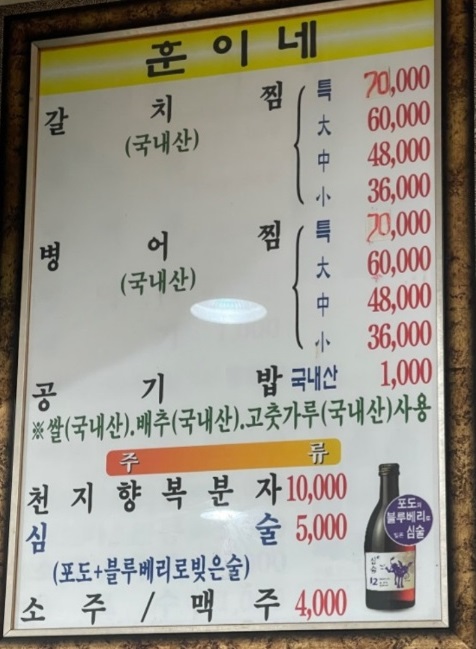 훈이네
갈치찜 특 70,000
(국내산) 大 60,000
中 48,000
小 36,000
병어찜 특 70,000
(국내산) 大 60,000
中 48,000
小 36,000
공기밥 국내산 1,000
※쌀(국내산).배추(국내산).고춧가루(국내산)사용
주류
천지향복분자 10,000
심술 5,000
(포도+블루베리로빚은술)
소주/맥주 4,000
포도와
블루베리로
빚은 심술
심술
12